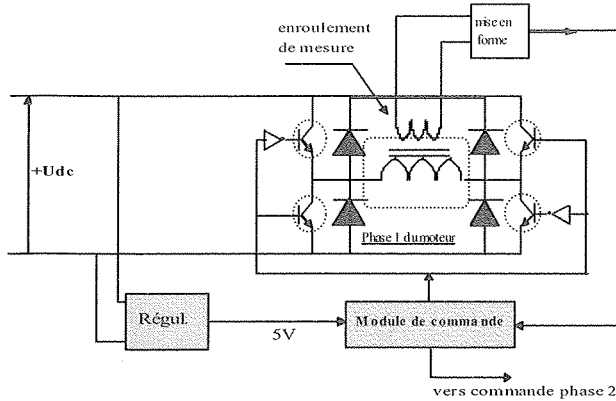 enroulement
de mesure
mise en
forme
+Udc
Phase 1 du moteur
Régul.
5V
Module de commande
vers commande phase 2